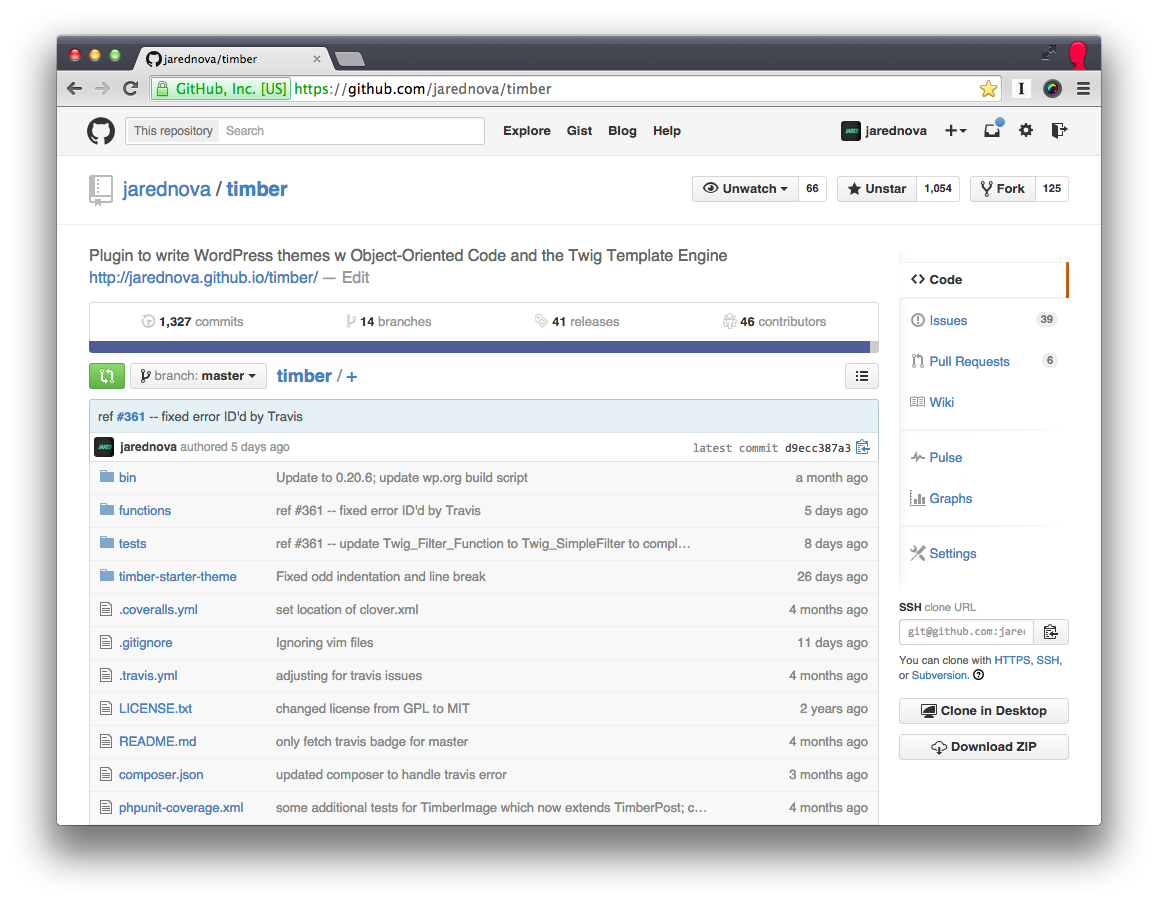 jarednova/timber
GitHub, Inc. [US] https://github.com/jarednova/timber
This repository Search Explore Gist Blog Help jarednova
jarednova / timber Unwatch 66 Unstar 1,054 Fork 125
Plugin to write WordPress themes w Object-Oriented Code and the Twig Template Engine
http://jarednova.github.io/timber/ — Edit
1,327 commits 14 branches 41 releases 46 contributors
branch: master timber / +
ref #361 -- fixed error ID'd by Travis
JARED jarednova authored 5 days ago latest commit d9ecc387a3
bin Update to 0.20.6; update wp.org build script a month ago
functions ref #361 -- fixed error ID'd by Travis 5 days ago
tests ref #361 -- update Twig_Filter_Function to Twig_SimpleFilter to compl… 8 days ago
timber-starter-theme Fixed odd indentation and line break 26 days ago
.coveralls.yml set location of clover.xml 4 months ago
.gitignore Ignoring vim files 11 days ago
.travis.yml adjusting for travis issues 4 months ago
LICENSE.txt changed license from GPL to MIT 2 years ago
README.md only fetch travis badge for master 4 months ago
composer.json updated composer to handle travis error 3 months ago
phpunit-coverage.xml some additional tests for TimberImage which now extends TimberPost; c… 4 months ago
Code
Issues 39
Pull Requests 6
Wiki
Pulse
Graphs
Settings
SSH clone URL
git@github.com:jared
You can clone with HTTPS, SSH,
or Subversion.
Clone in Desktop
Download ZIP